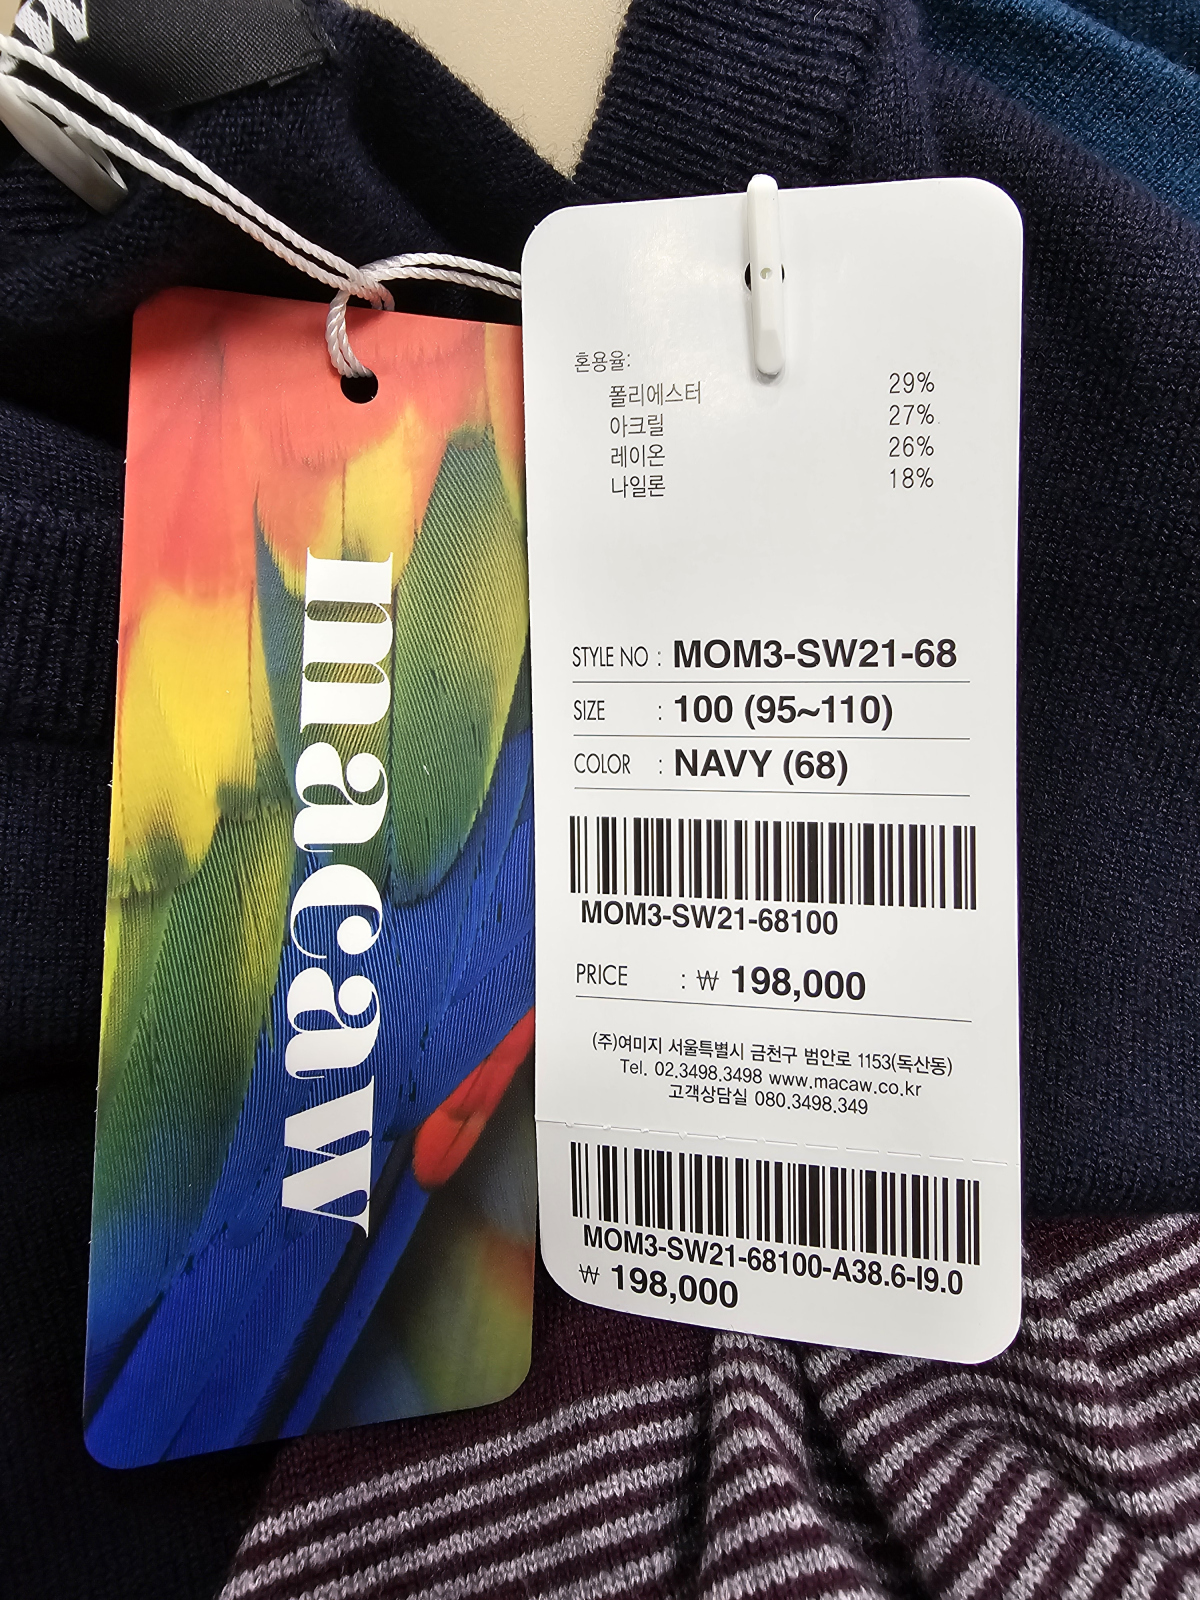 macaw
혼용율:
폴리에스터 29%
아크릴 27%
레이온 26%
나일론 18%
STYLE NO : MOM3-SW21-68
SIZE : 100 (95~110)
COLOR : NAVY (68)
MOM3-SW21-68100
PRICE : ₩ 198,000
(주)여미지 서울특별시 금천구 범안로 1153(독산동)
Tel. 02.3498.3498 www.macaw.co.kr
고객상담실 080.3498.349
MOM3-SW21-68100-A38.6-I9.0
₩ 198,000